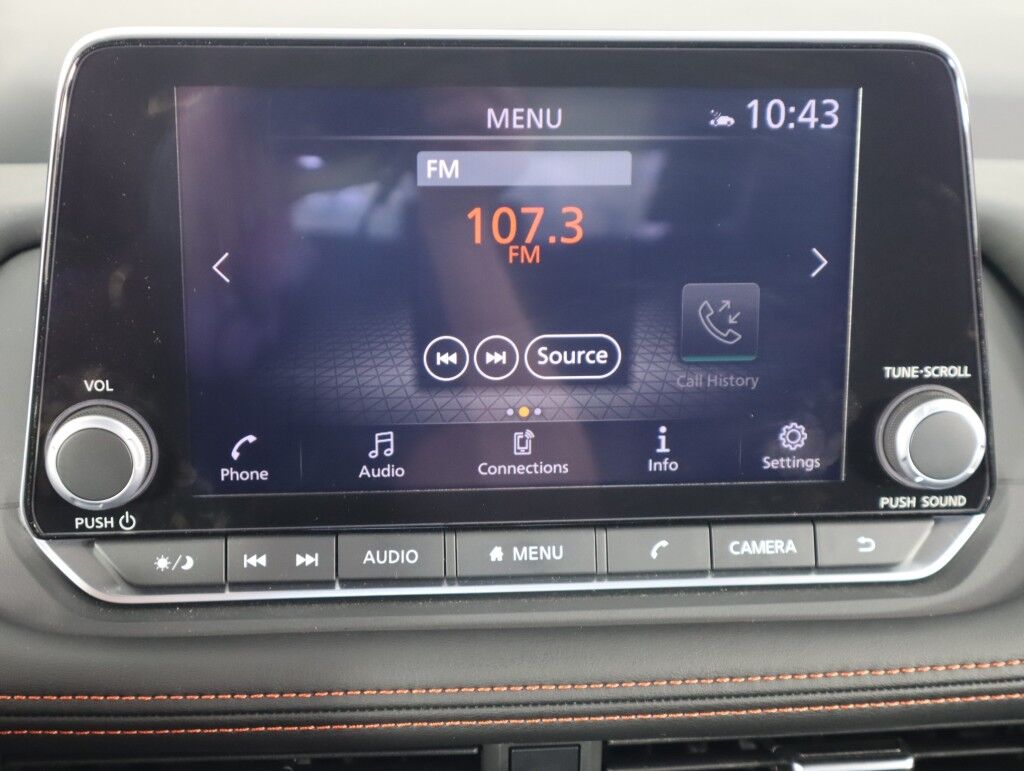 MENU
10:43
FM
107.3
FM
Source
Call History
VOL
TUNE·SCROLL
Phone
Audio
Connections
Info
Settings
PUSH
PUSH SOUND
AUDIO
MENU
CAMERA